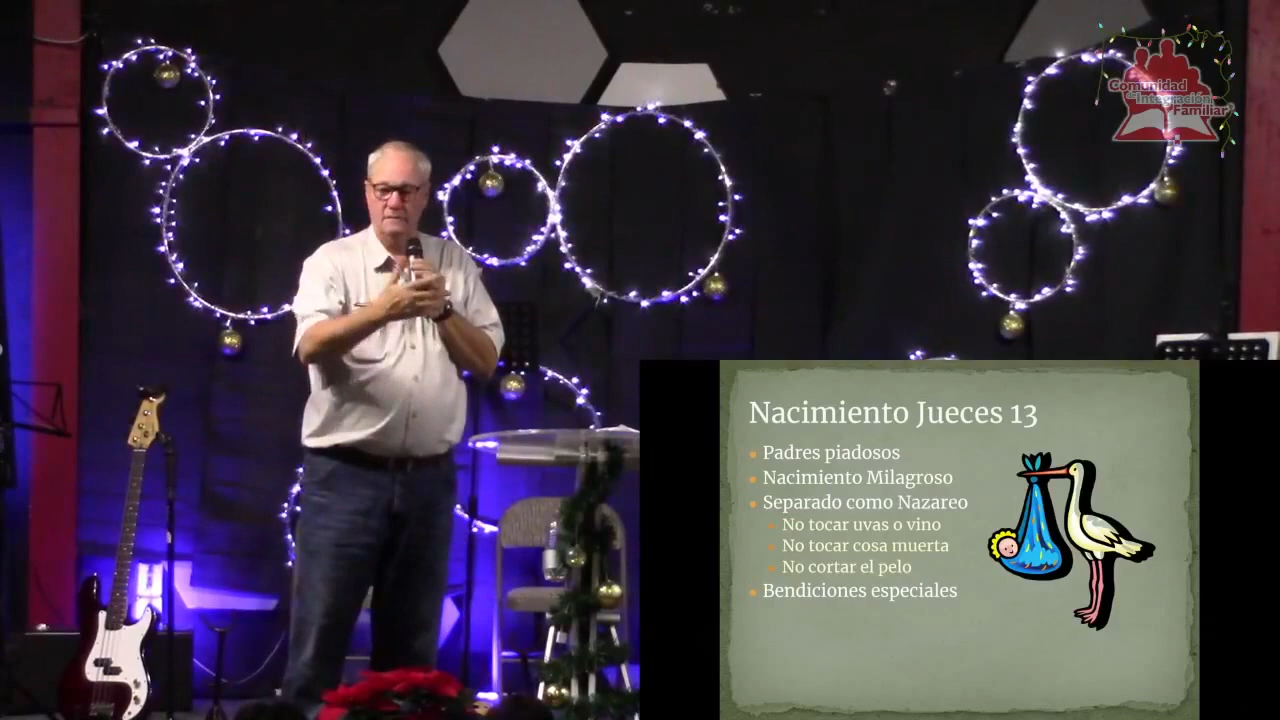 Comunidad
de Integración
Familiar
Nacimiento Jueces 13
Padres piadosos
Nacimiento Milagroso
Separado como Nazareo
No tocar uvas o vino
No tocar cosa muerta
No cortar el pelo
Bendiciones especiales